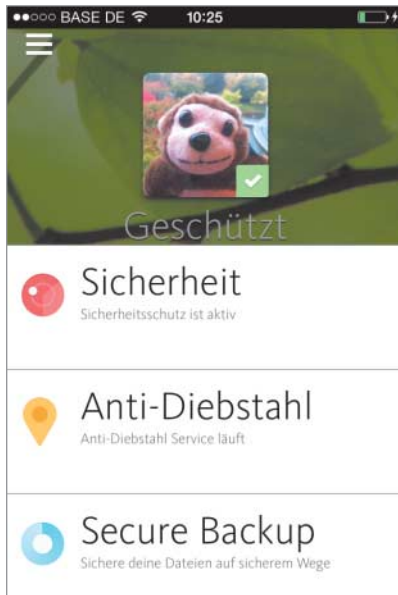 BASE DE 10:25
Geschützt
Sicherheit
Sicherheitsschutz ist aktiv
Anti-Diebstahl
Anti-Diebstahl Service läuft
Secure Backup
Sichere deine Dateien auf sicherem Wege